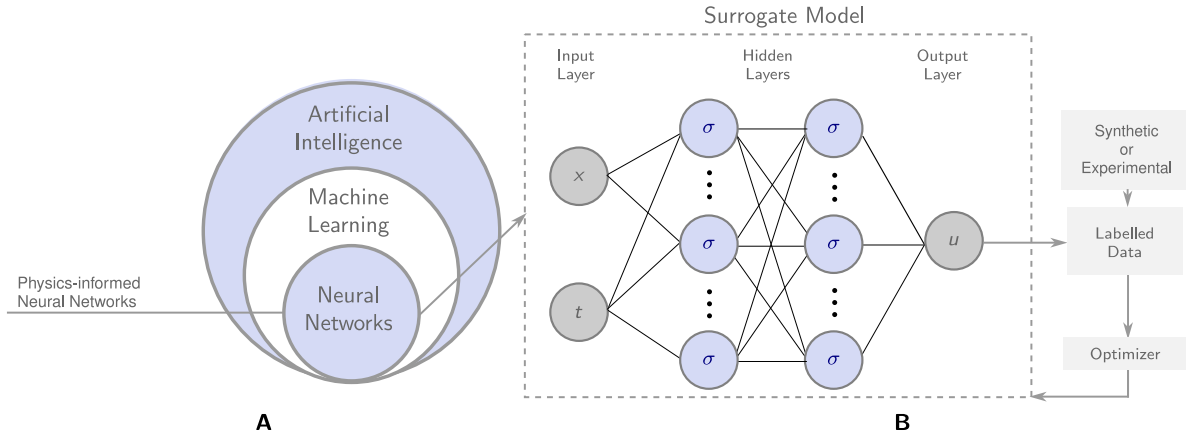 Surrogate Model
Input
Layer
Hidden
Layers
Output
Layer
Artificial
Intelligence
Machine
Learning
Neural
Networks
Physics-informed
Neural Networks
x
t
σ
σ
σ
σ
σ
σ
u
Synthetic
or
Experimental
Labelled
Data
Optimizer
A
B